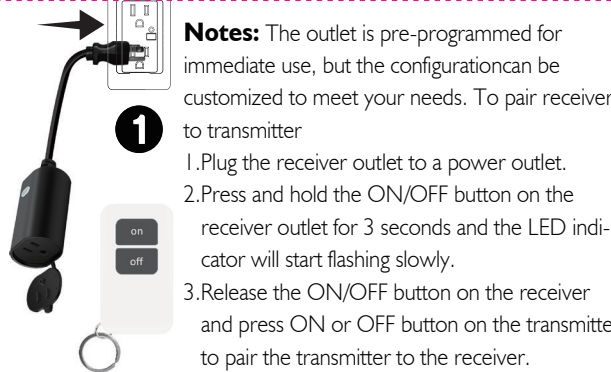 Notes: The outlet is pre-programmed for
immediate use, but the configurationcan be
customized to meet your needs. To pair receiver
to transmitter
1.Plug the receiver outlet to a power outlet.
2.Press and hold the ON/OFF button on the
receiver outlet for 3 seconds and the LED indi-
cator will start flashing slowly.
3.Release the ON/OFF button on the receiver
and press ON or OFF button on the transmitte
to pair the transmitter to the receiver.
1
on
off